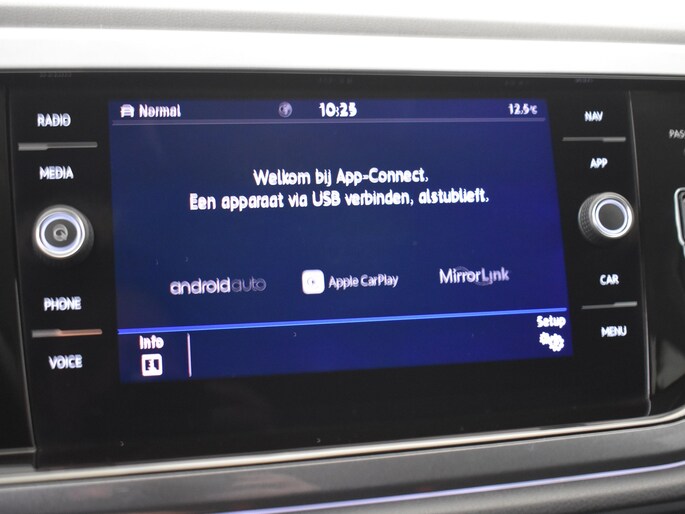 RADIO
MEDIA
PHONE
VOICE
Normal
10:25
12.5°C
Welkom bij App-Connect.
Een apparaat via USB verbinden, alstublieft.
androidauto
Apple CarPlay
MirrorLink
Info
Setup
NAV
APP
CAR
MENU